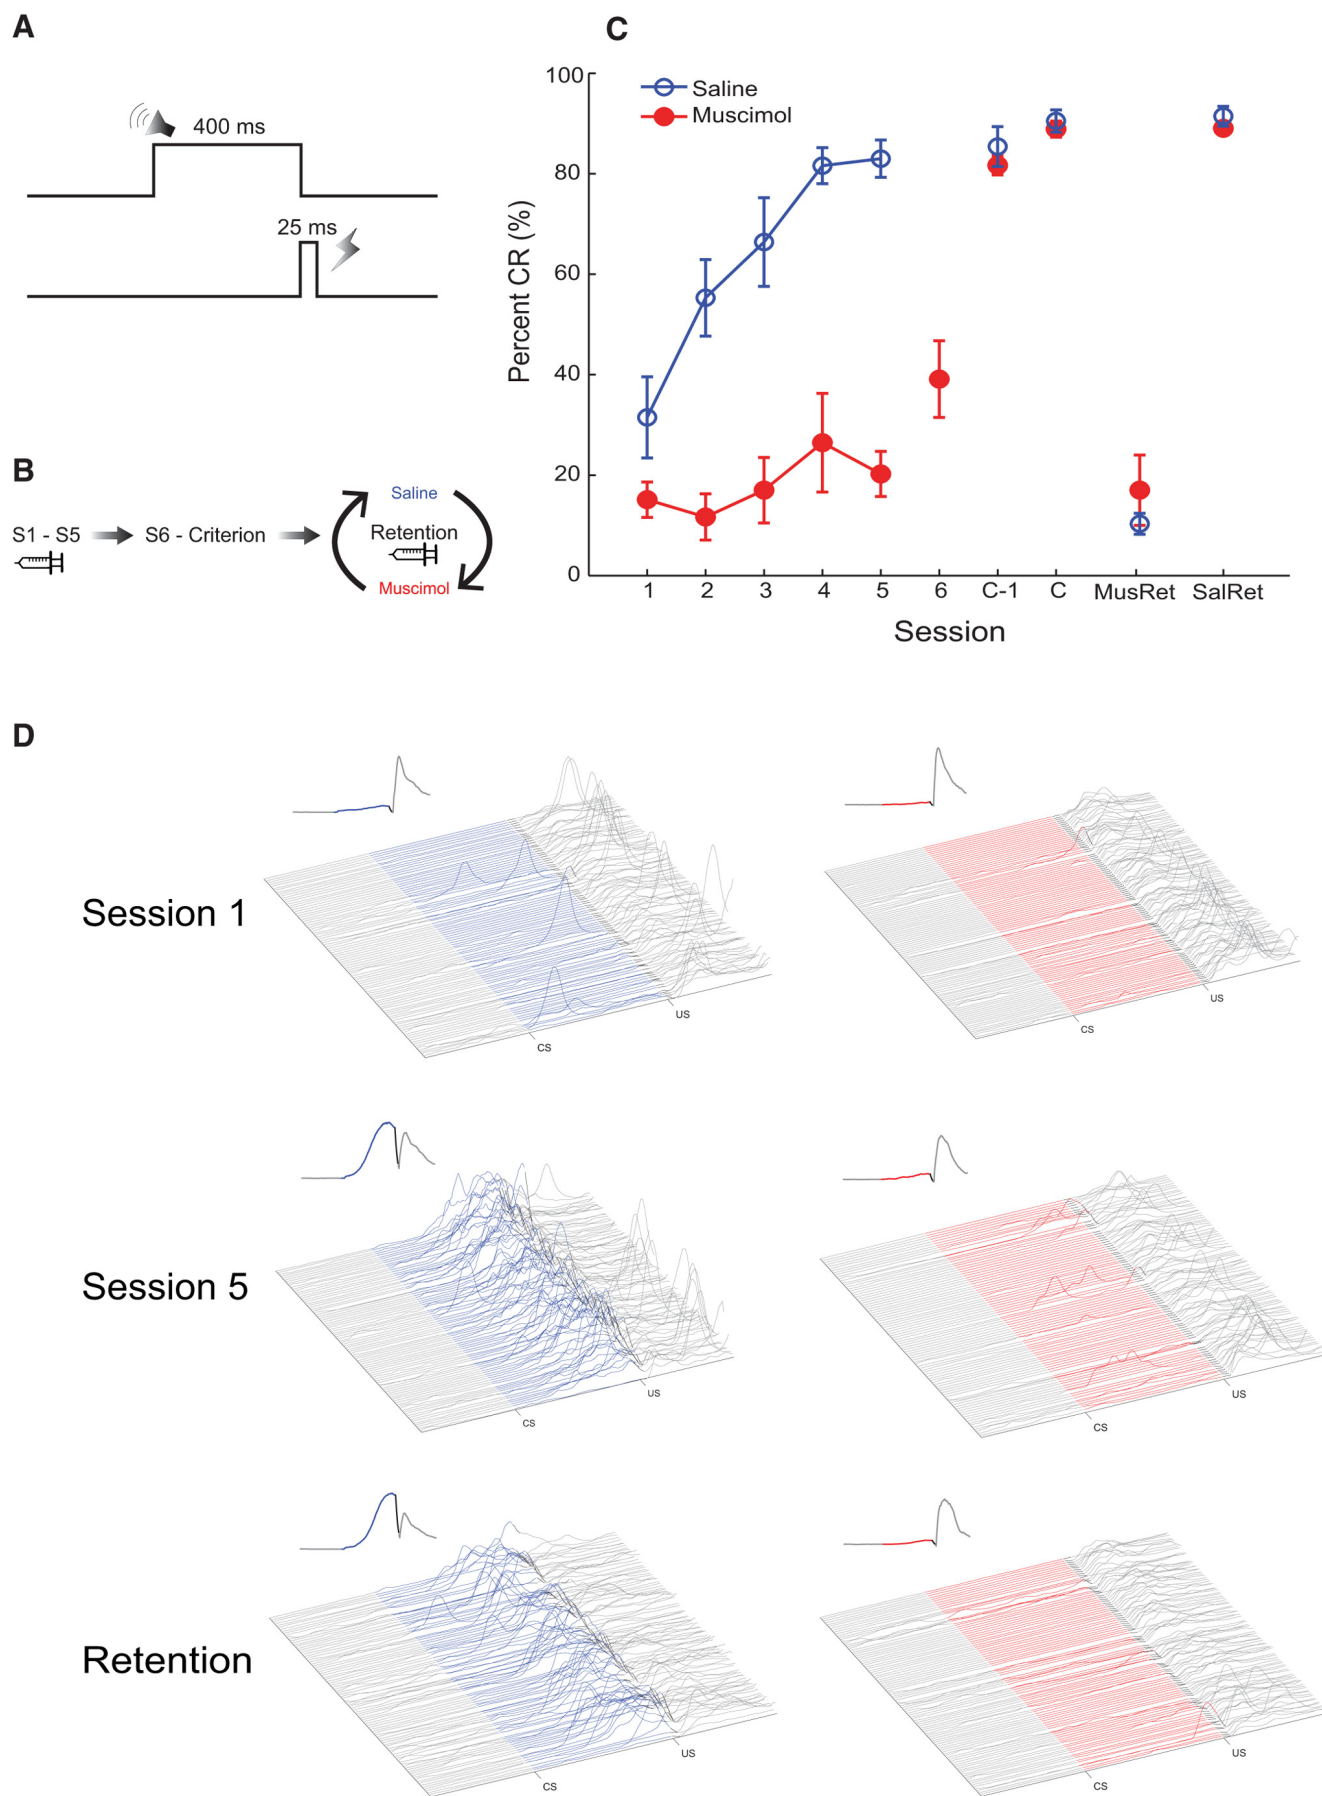 A
400 ms
25 ms
B
S1 - S5
S6 - Criterion
Saline
Retention
Muscimol
C
Saline
Muscimol
100
80
60
40
20
0
Percent CR (%)
1 2 3 4 5 6 C-1 C MusRet SalRet
Session
D
Session 1
US
CS
US
CS
Session 5
US
CS
US
CS
Retention
US
CS
US
CS